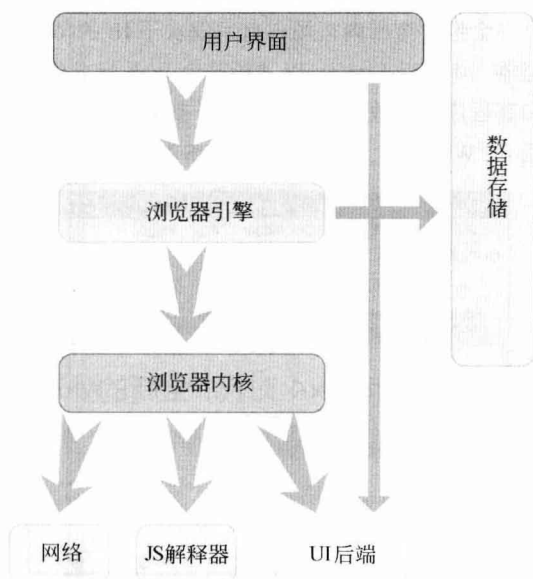 用户界面
数据存储
浏览器引擎
浏览器内核
网络
JS解释器
UI后端